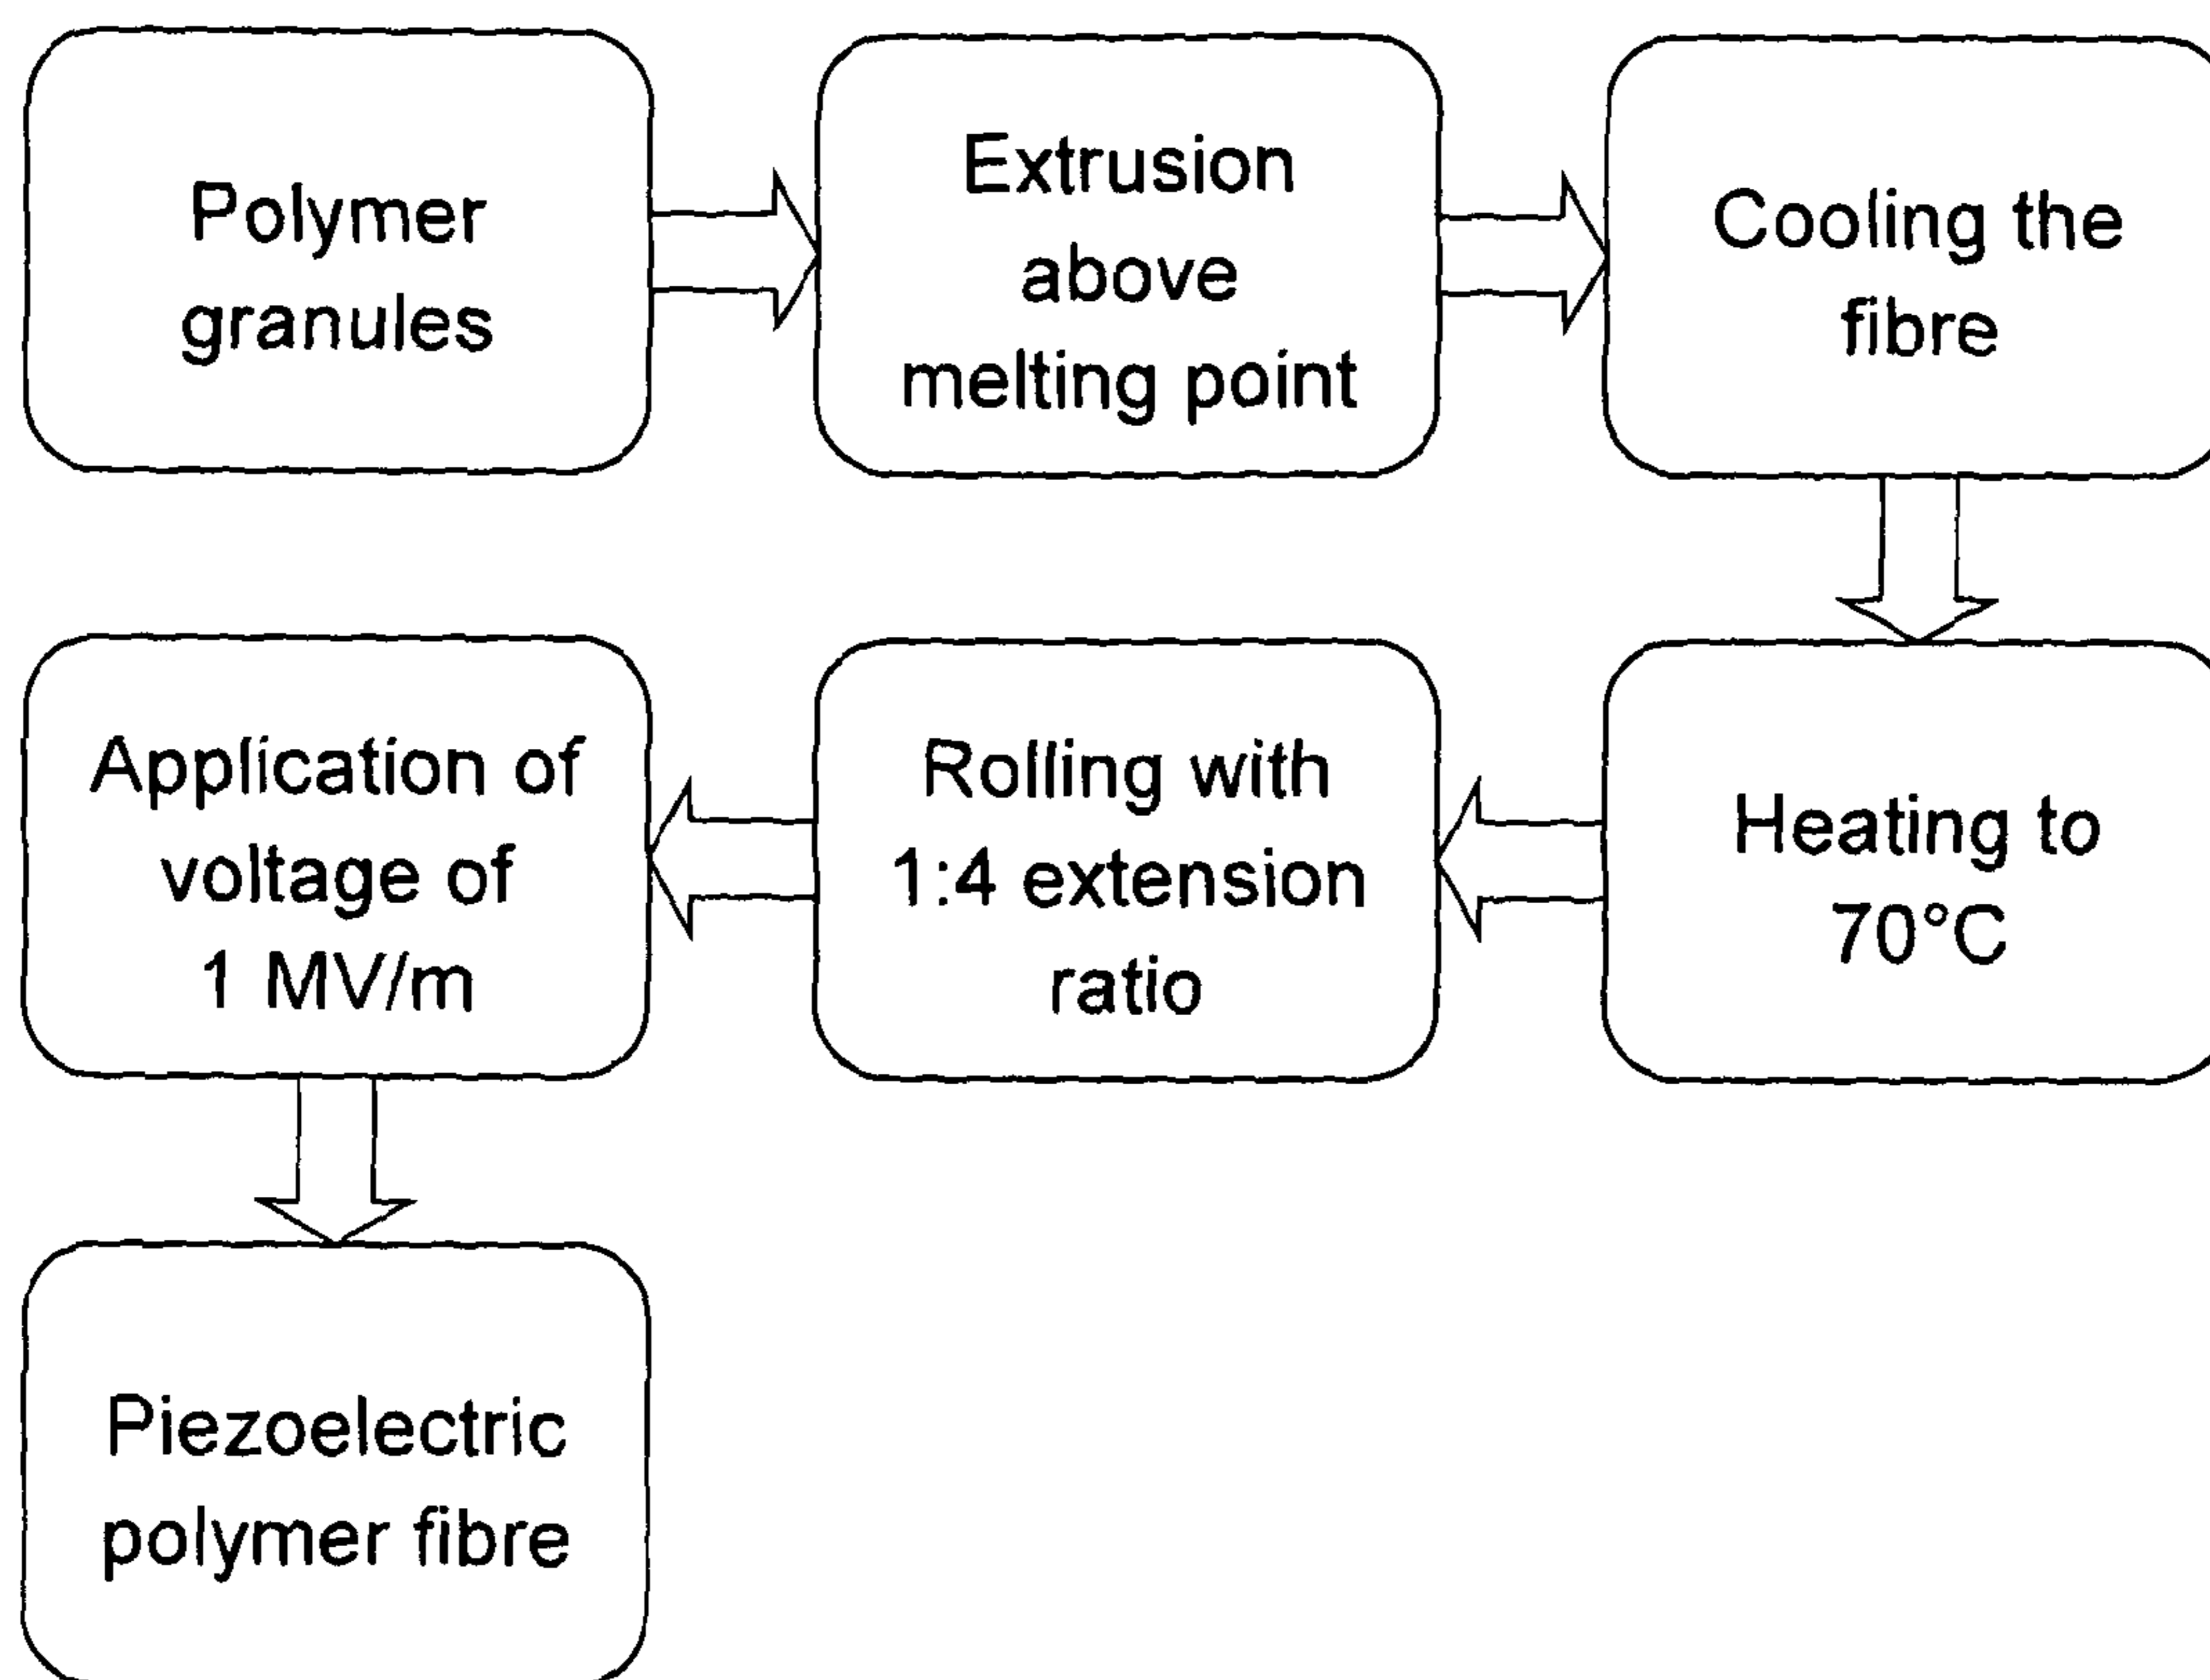 Polymer
granules
Extrusion
above
melting point
Cooling the
fibre
Heating to
70°C
Rolling with
1:4 extension
ratio
Application of
voltage of
1 MV/m
Piezoelectric
polymer fibre